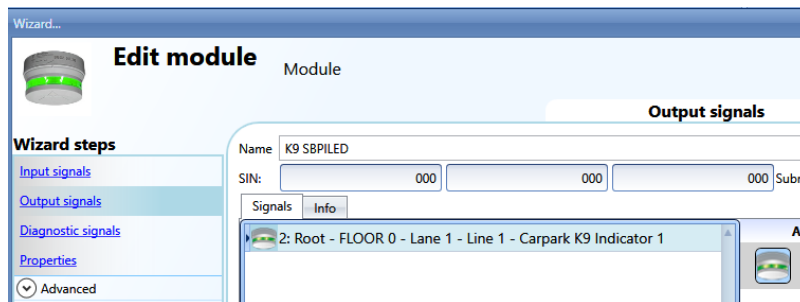 Wizard...
Edit module
Module
Output signals
Wizard steps
Input signals
Output signals
Diagnostic signals
Properties
Advanced
Name K9 SBPILED
SIN: 000 000 000
Signals Info
2: Root - FLOOR 0 - Lane 1 - Line 1 - Carpark K9 Indicator 1